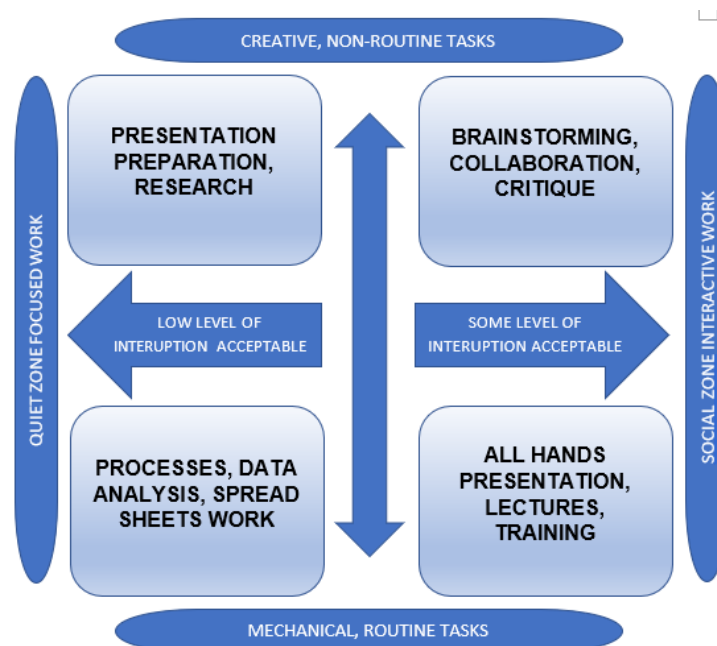 CREATIVE, NON-ROUTINE TASKS
QUIET ZONE FOCUSED WORK
PRESENTATION
PREPARATION,
RESEARCH
BRAINSTORMING,
COLLABORATION,
CRITIQUE
SOCIAL ZONE INTERACTIVE WORK
LOW LEVEL OF
INTERUPTION ACCEPTABLE
SOME LEVEL OF
INTERUPTION ACCEPTABLE
PROCESSES, DATA
ANALYSIS, SPREAD
SHEETS WORK
ALL HANDS
PRESENTATION,
LECTURES,
TRAINING
MECHANICAL, ROUTINE TASKS